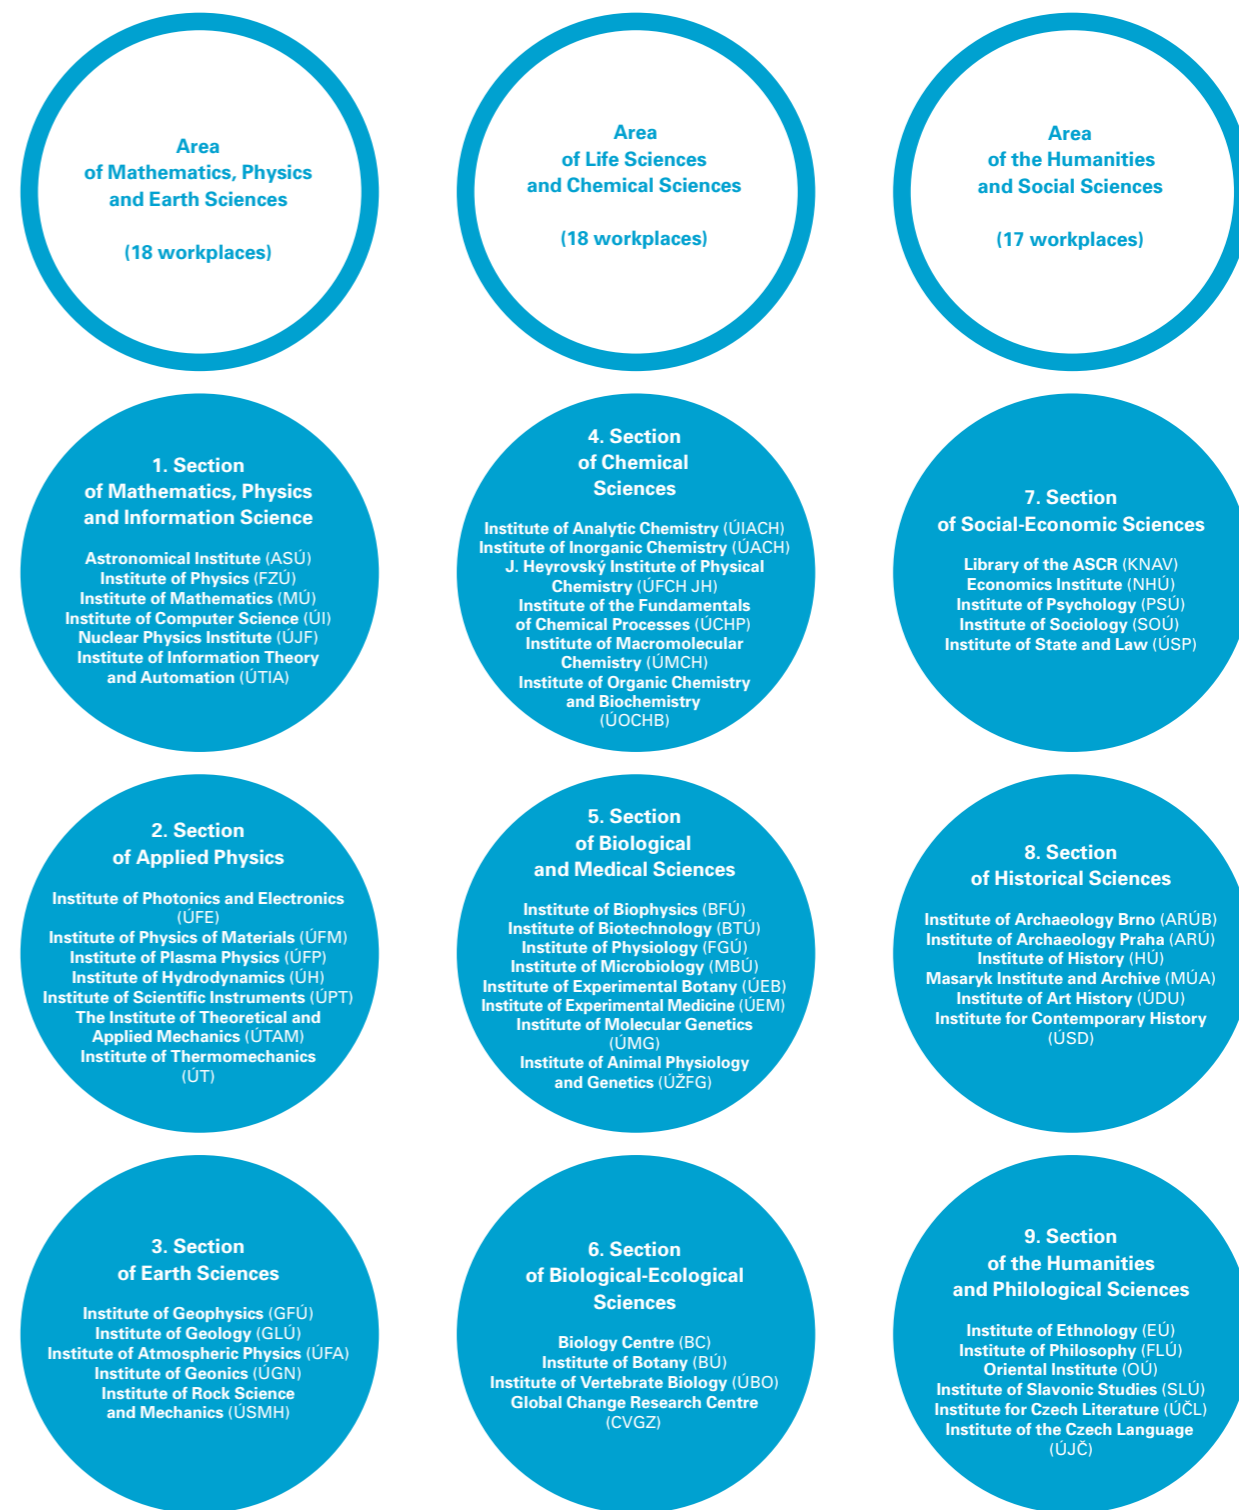 Area
of Mathematics, Physics
and Earth Sciences
(18 workplaces)
Area
of Life Sciences
and Chemical Sciences
(18 workplaces)
Area
of the Humanities
and Social Sciences
(17 workplaces)
1. Section
of Mathematics, Physics
and Information Science
Astronomical Institute (ASÚ)
Institute of Physics (FZÚ)
Institute of Mathematics (MÚ)
Institute of Computer Science (ÚI)
Nuclear Physics Institute (ÚJF)
Institute of Information Theory
and Automation (ÚTIA)
4. Section
of Chemical
Sciences
Institute of Analytic Chemistry (ÚIACH)
Institute of Inorganic Chemistry (ÚACH)
J. Heyrovský Institute of Physical
Chemistry (ÚFCH JH)
Institute of the Fundamentals
of Chemical Processes (ÚCHP)
Institute of Macromolecular
Chemistry (ÚMCH)
Institute of Organic Chemistry
and Biochemistry
(ÚOCHB)
7. Section
of Social-Economic Sciences
Library of the ASCR (KNAV)
Economics Institute (NHÚ)
Institute of Psychology (PSÚ)
Institute of Sociology (SOÚ)
Institute of State and Law (ÚSP)
2. Section
of Applied Physics
Institute of Photonics and Electronics
(ÚFE)
Institute of Physics of Materials (ÚFM)
Institute of Plasma Physics (ÚFP)
Institute of Hydrodynamics (ÚH)
Institute of Scientific Instruments (ÚPT)
The Institute of Theoretical and
Applied Mechanics (ÚTAM)
Institute of Thermomechanics
(ÚT)
5. Section
of Biological
and Medical Sciences
Institute of Biophysics (BFÚ)
Institute of Biotechnology (BTÚ)
Institute of Physiology (FGÚ)
Institute of Microbiology (MBÚ)
Institute of Experimental Botany (ÚEB)
Institute of Experimental Medicine (ÚEM)
Institute of Molecular Genetics
(ÚMG)
Institute of Animal Physiology
and Genetics (ÚŽFG)
8. Section
of Historical Sciences
Institute of Archaeology Brno (ARÚB)
Institute of Archaeology Praha (ARÚ)
Institute of History (HÚ)
Masaryk Institute and Archive (MÚA)
Institute of Art History (ÚDU)
Institute for Contemporary History
(ÚSD)
3. Section
of Earth Sciences
Institute of Geophysics (GFÚ)
Institute of Geology (GLÚ)
Institute of Atmospheric Physics (ÚFA)
Institute of Geonics (ÚGN)
Institute of Rock Science
and Mechanics (ÚSMH)
6. Section
of Biological-Ecological
Sciences
Biology Centre (BC)
Institute of Botany (BÚ)
Institute of Vertebrate Biology (ÚBO)
Global Change Research Centre
(CVGZ)
9. Section
of the Humanities
and Philological Sciences
Institute of Ethnology (EÚ)
Institute of Philosophy (FLÚ)
Oriental Institute (OÚ)
Institute of Slavonic Studies (SLÚ)
Institute for Czech Literature (ÚČL)
Institute of the Czech Language
(ÚJČ)